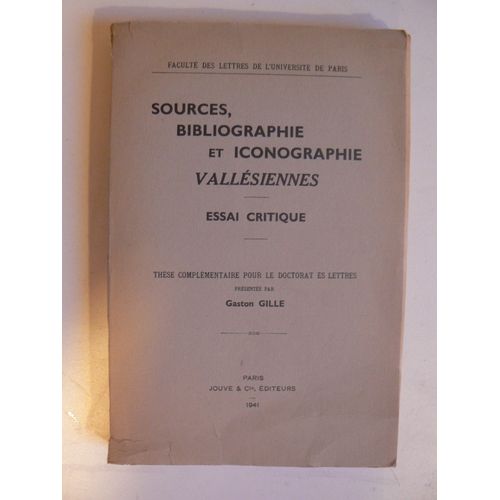 FACULTÉ DES LETTRES DE L'UNIVERSITÉ DE PARIS
SOURCES,
BIBLIOGRAPHIE
ET ICONOGRAPHIE
VALLÉSIENNES
ESSAI CRITIQUE
THÈSE COMPLÉMENTAIRE POUR LE DOCTORAT ÈS LETTRES
PRÉSENTÉE PAR
Gaston GILLE
PARIS
JOUVE & Cie, ÉDITEURS
1941